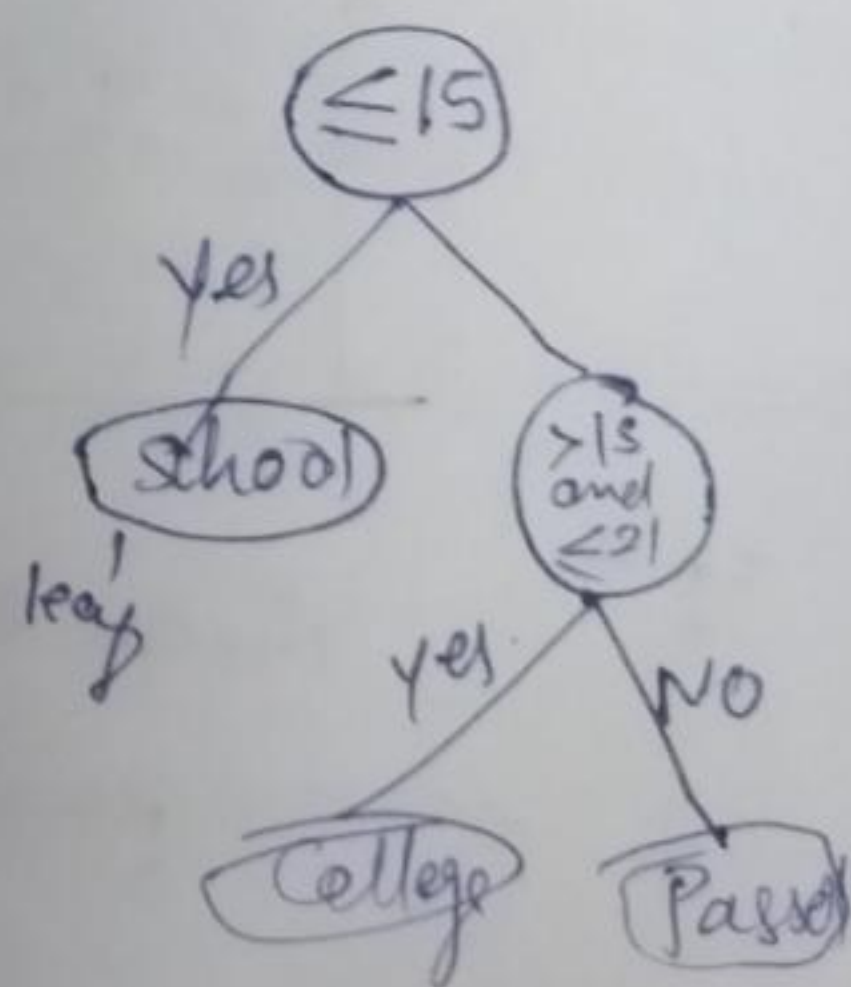 ≤15
Yes
School
leaf
>15
and
≤21
yes
NO
College
Passed